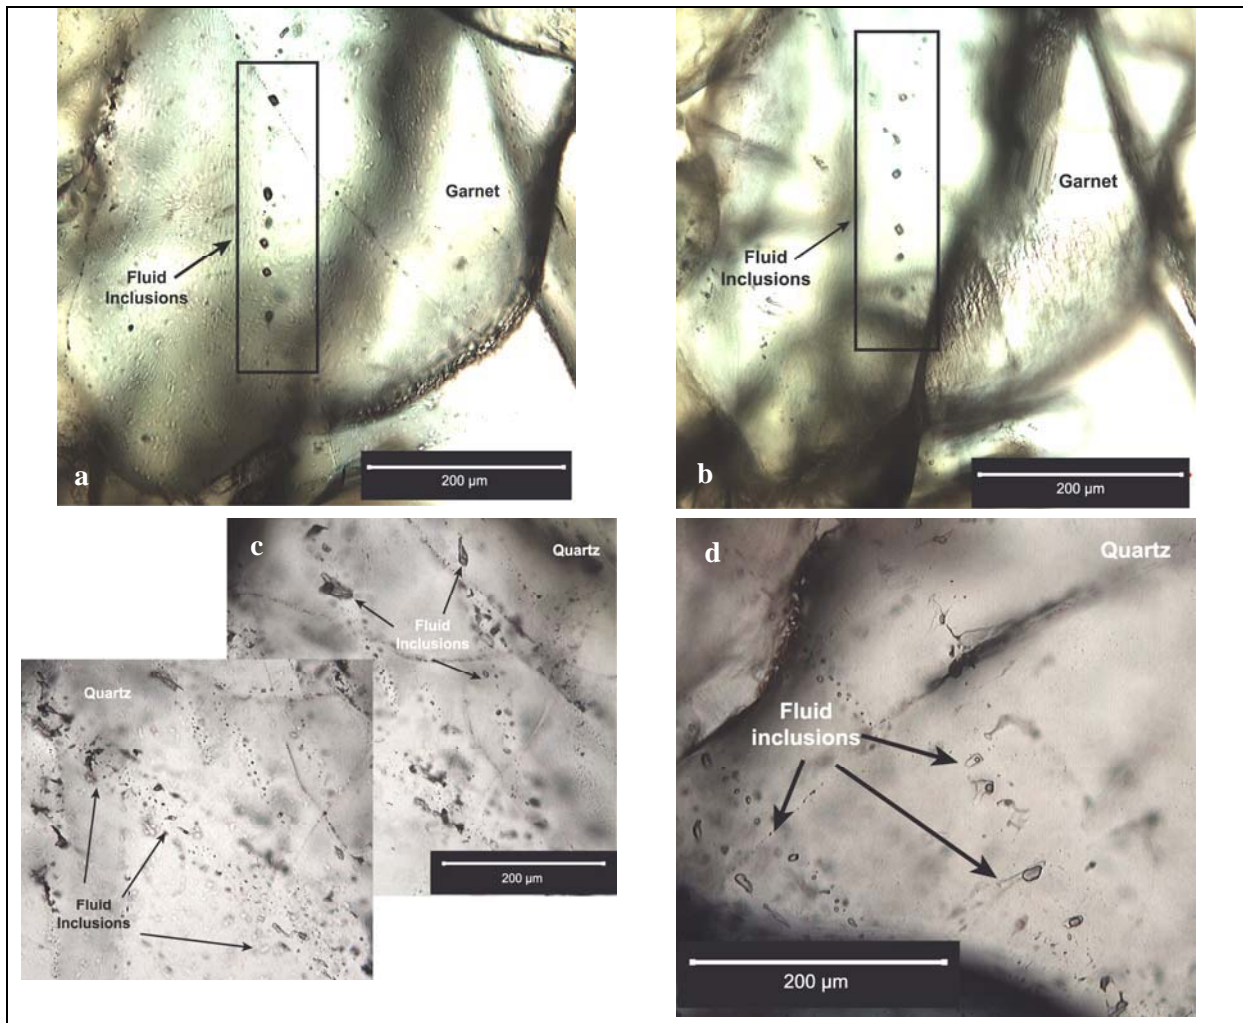 Garnet
Fluid
Inclusions
a
200 µm
Garnet
Fluid
Inclusions
b
200 µm
c
Quartz
Fluid
Inclusions
200 µm
Quartz
Fluid
Inclusions
d
Quartz
Fluid
inclusions
200 µm